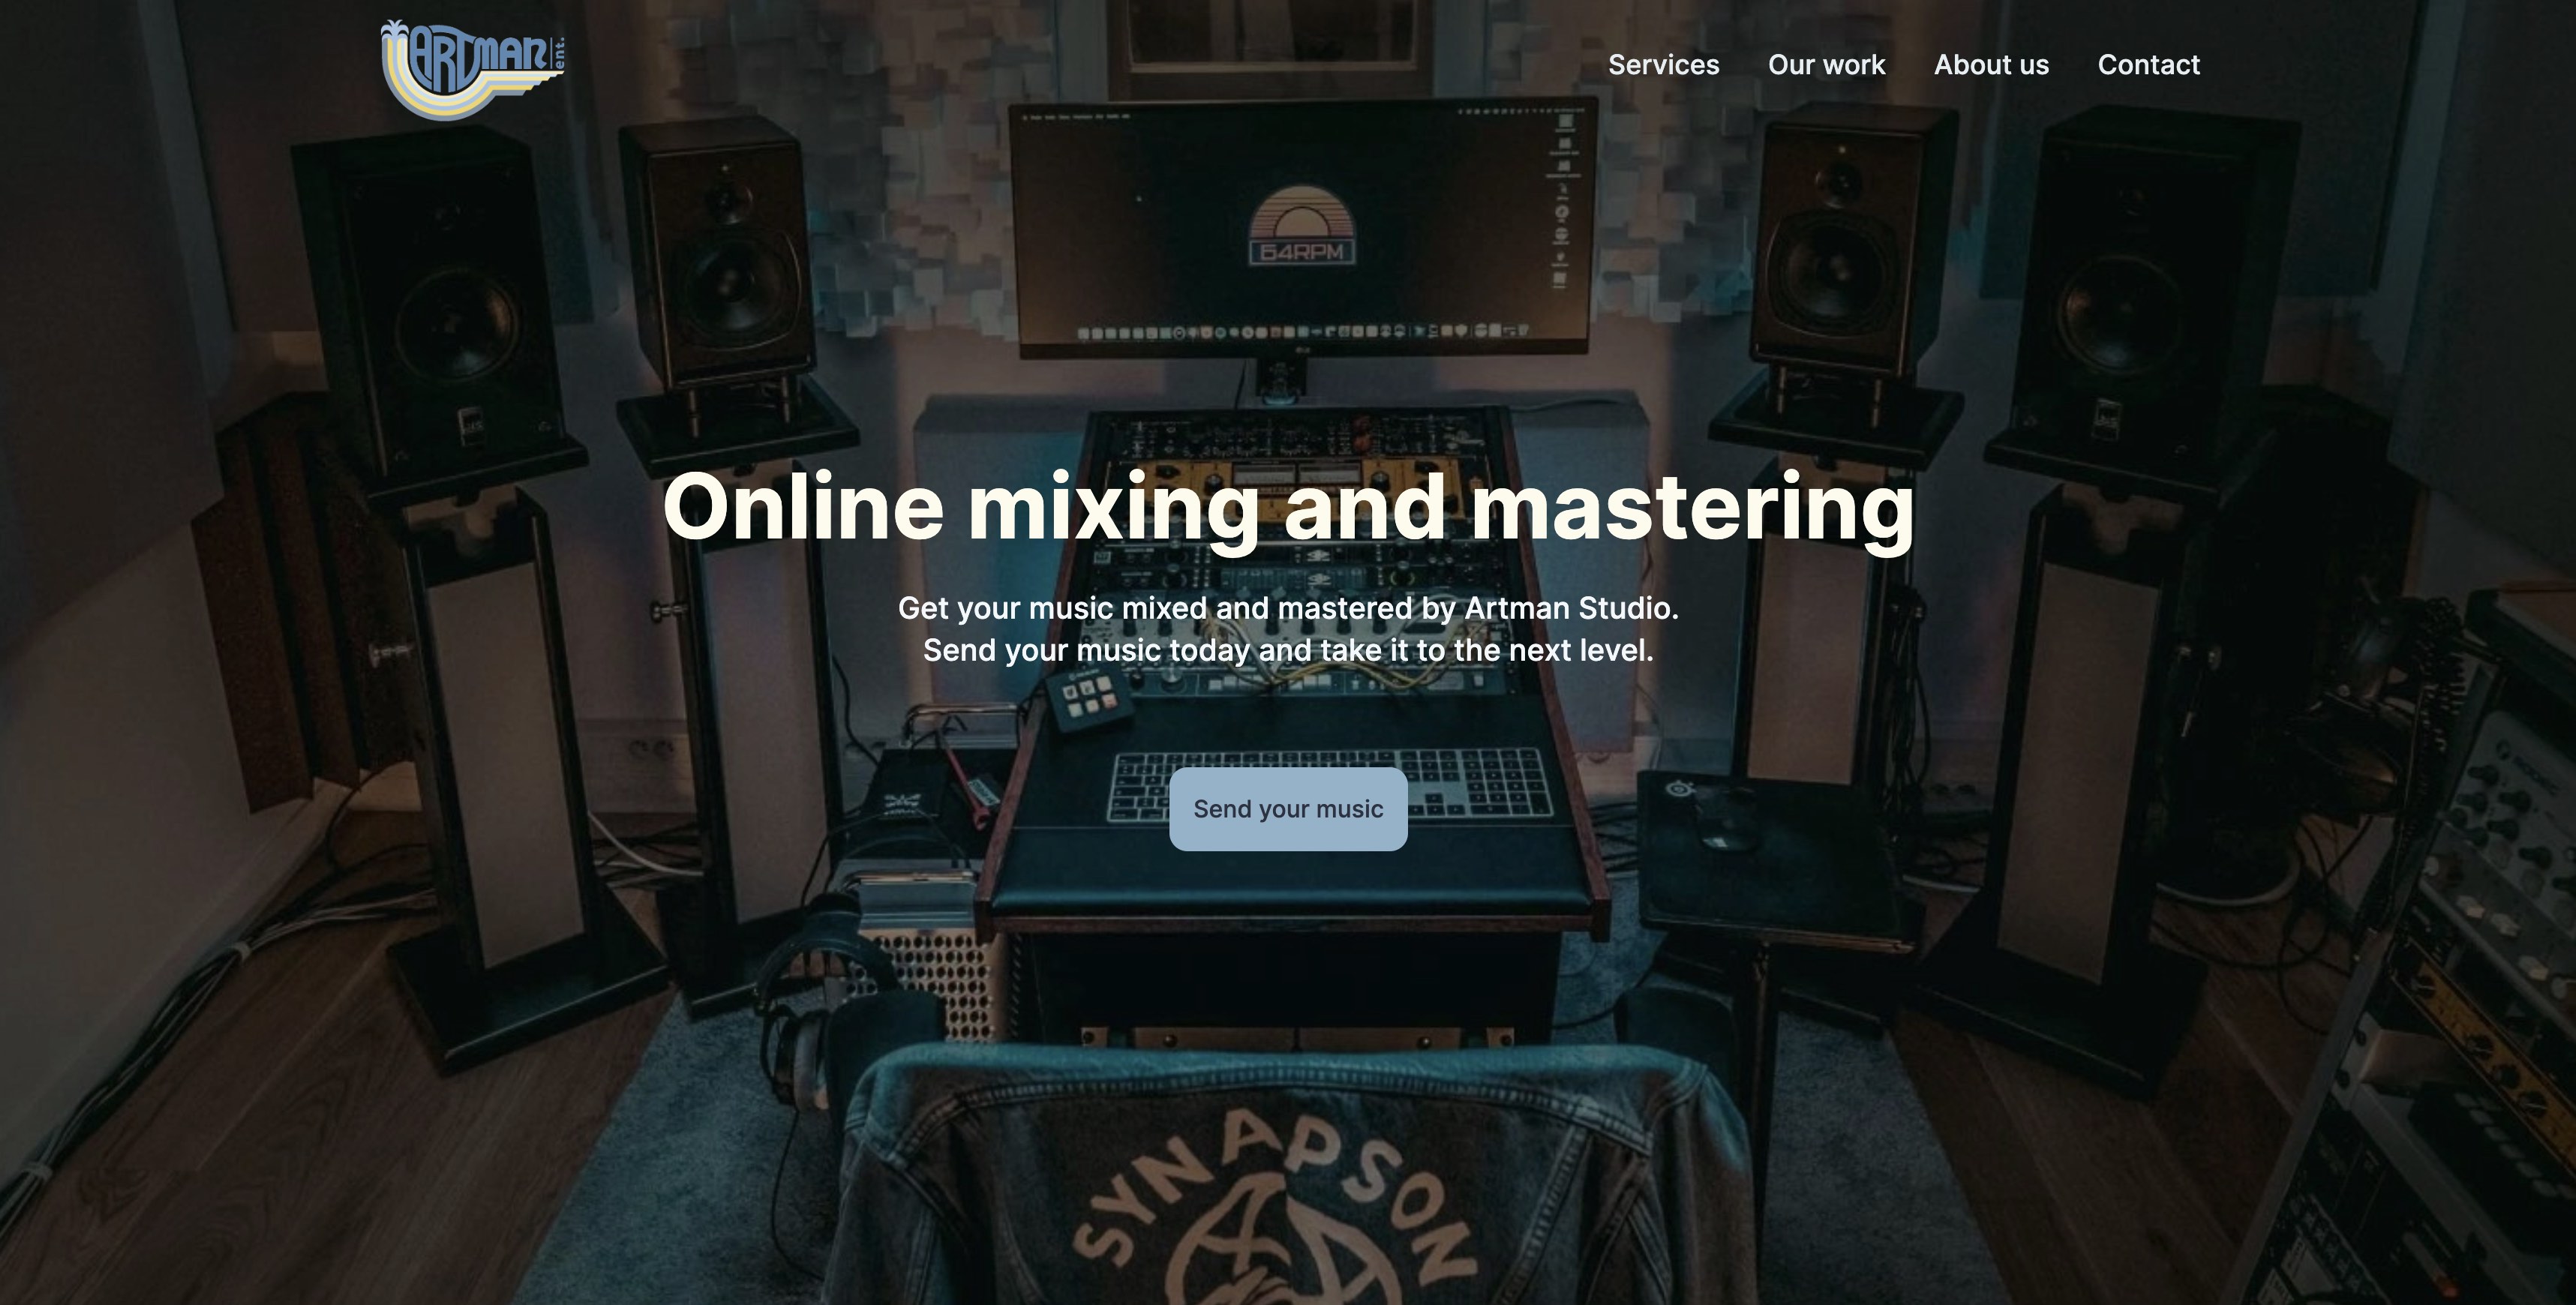 ARTMAN ent.
Services
Our work
About us
Contact
64RPM
Online mixing and mastering
Get your music mixed and mastered by Artman Studio.
Send your music today and take it to the next level.
Send your music
SYNAPSON